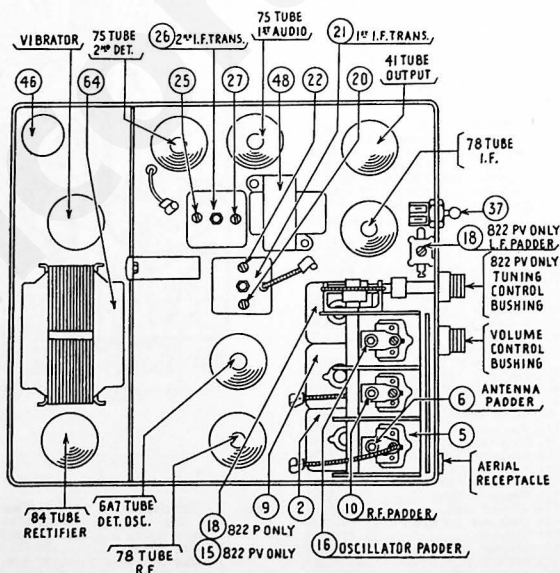 VIBRATOR
75 TUBE
2ND DET.
26 2ND I.F. TRANS.
75 TUBE
1ST AUDIO
21 1ST I.F. TRANS.
41 TUBE
OUTPUT
46
64
25
27
48
22
20
78 TUBE
I.F.
37
18 822 PV ONLY
L.F. PADDER
822 PV ONLY
TUNING
CONTROL
BUSHING
VOLUME
CONTROL
BUSHING
6 ANTENNA
PADDER
5
AERIAL
RECEPTACLE
84 TUBE
RECTIFIER
6A7 TUBE
DET. OSC.
78 TUBE
R.F.
9
2
10 R.F. PADDER
18 822 P ONLY
15 822 PV ONLY
16 OSCILLATOR PADDER